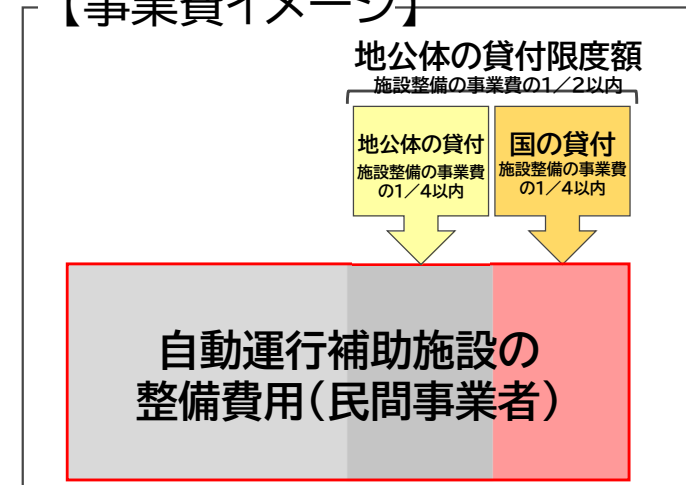 【事業費イメージ】
地公体の貸付限度額
施設整備の事業費の1/2以内
地公体の貸付
施設整備の事業費
の1/4以内
国の貸付
施設整備の事業費
の1/4以内
自動運行補助施設の
整備費用(民間事業者)